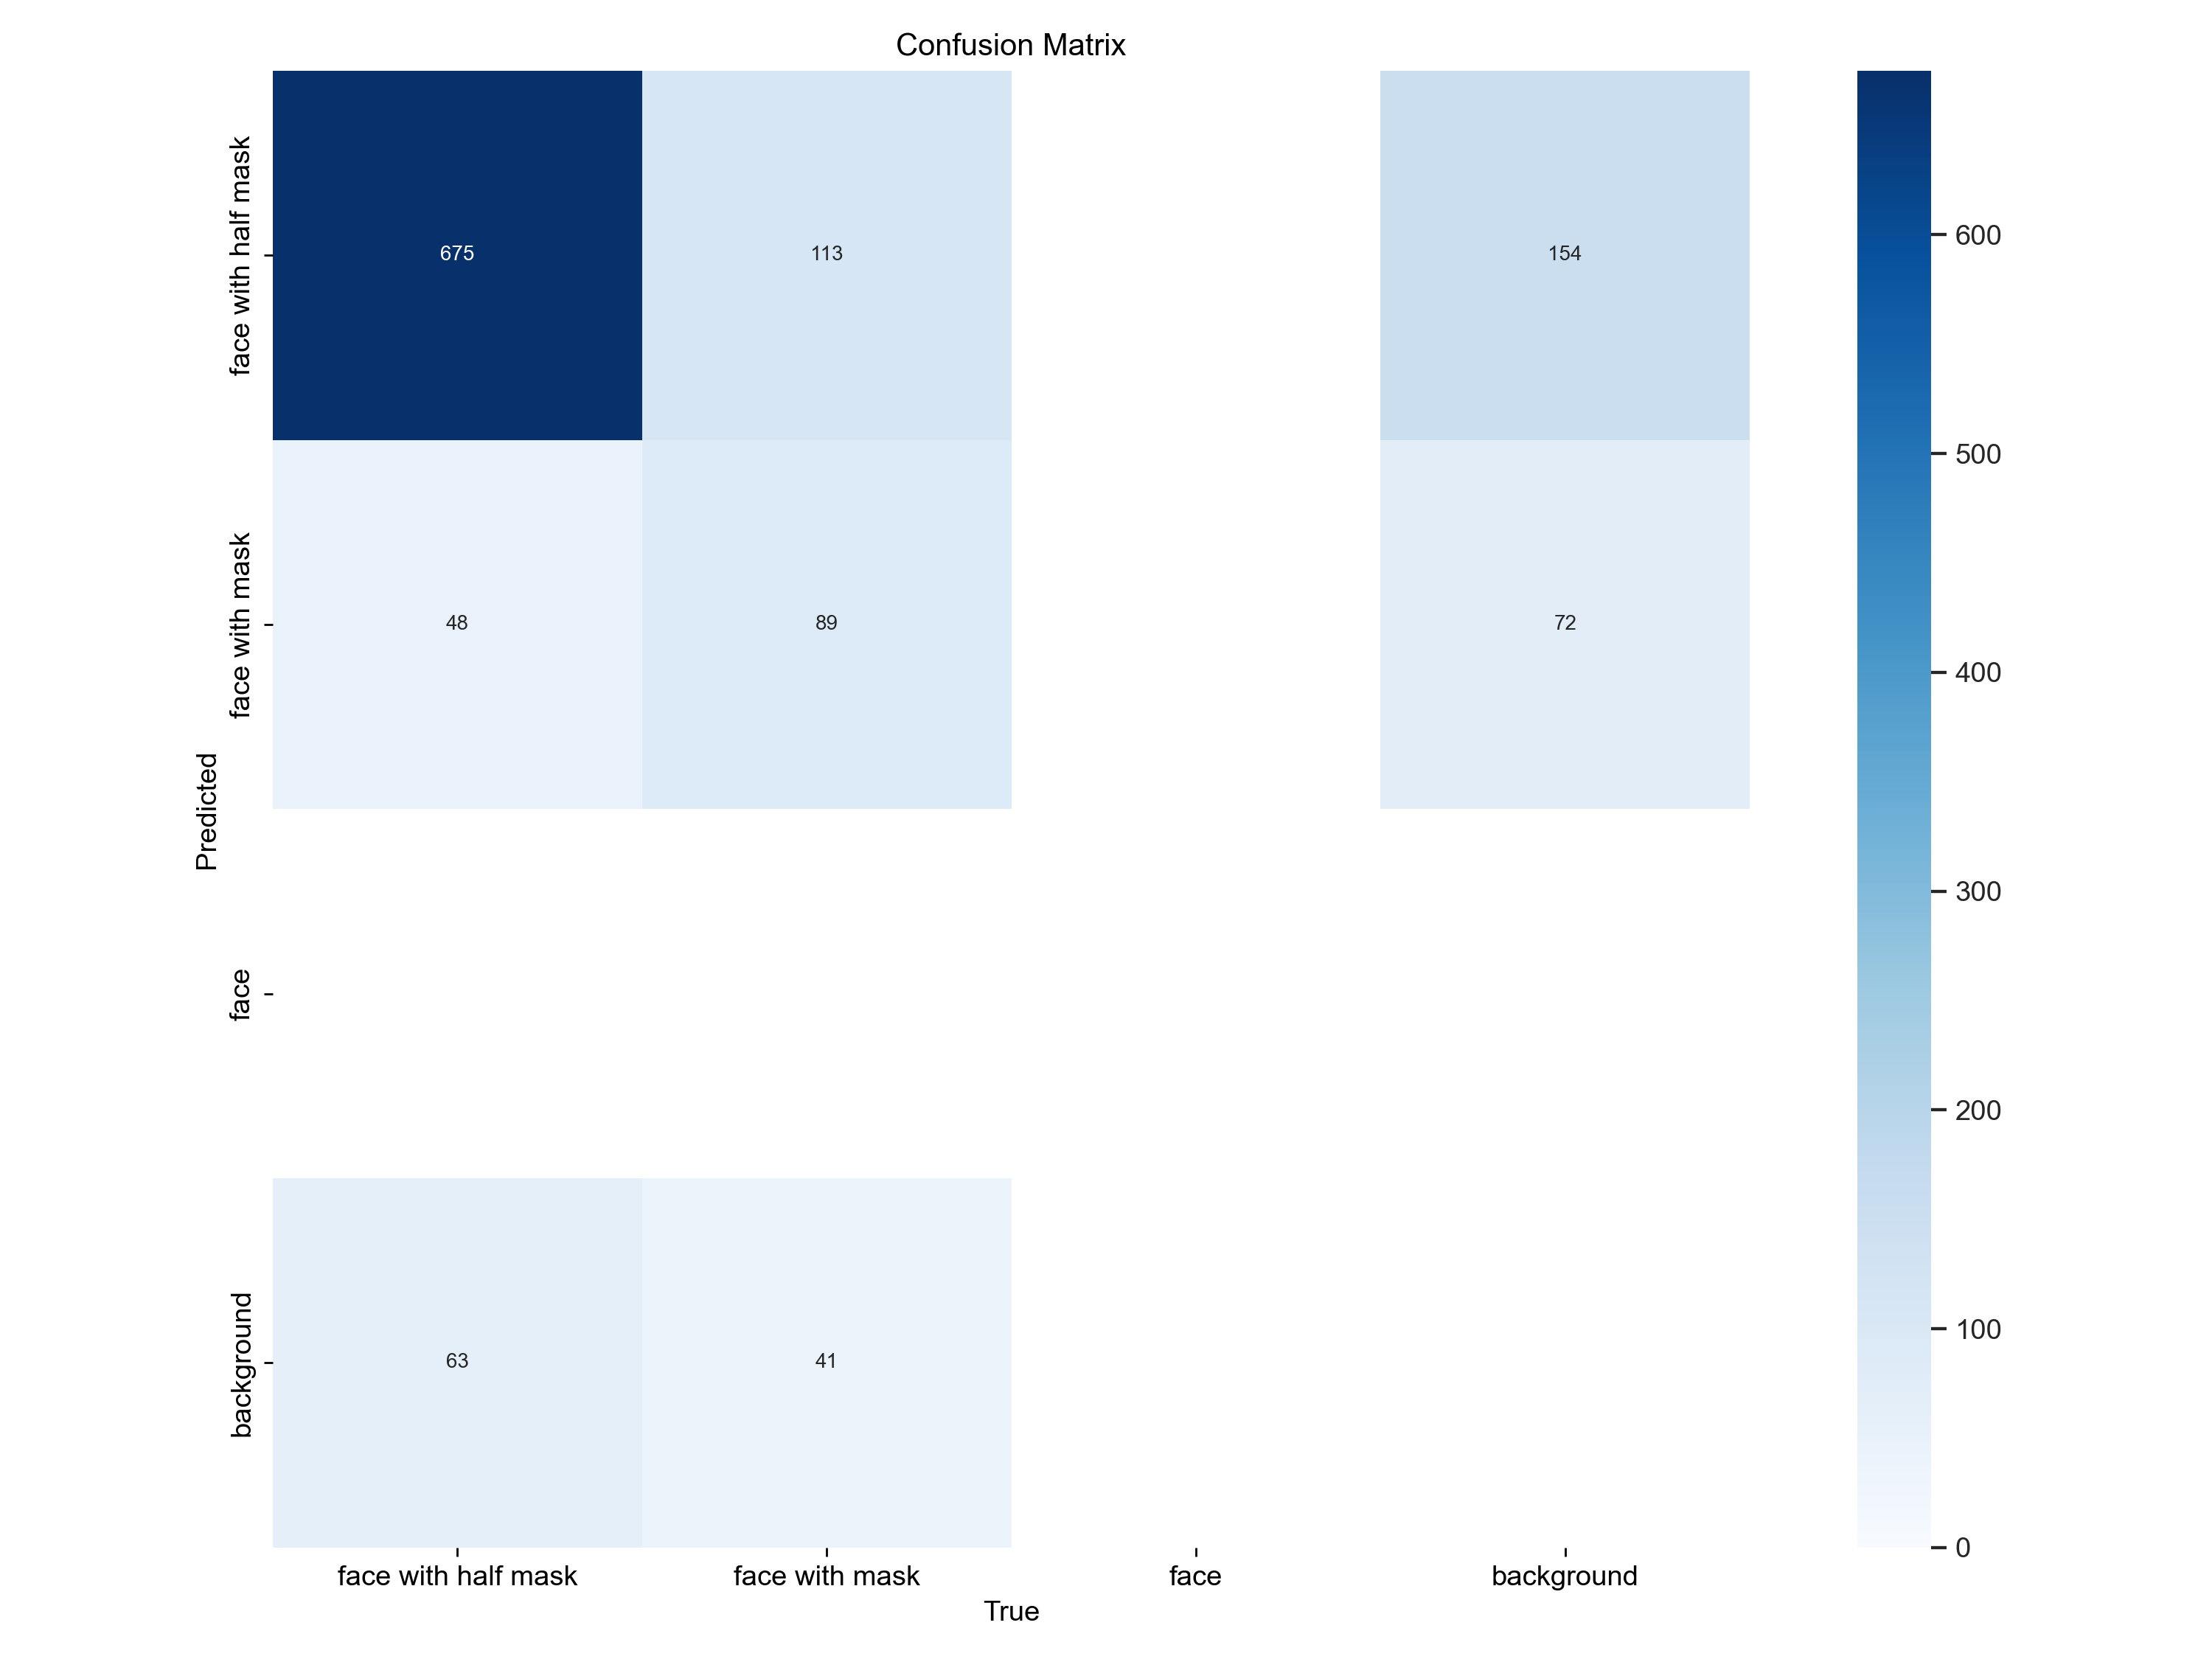 Confusion Matrix
face with half mask
675
113
154
600
500
face with mask
48
89
72
400
Predicted
300
face
200
background
63
41
100
0
face with half mask
face with mask
face
background
True